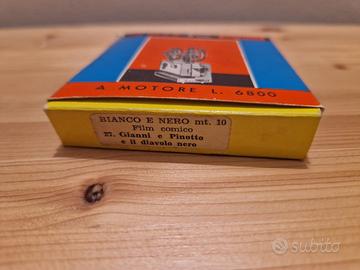 A MOTORE L. 6800
BIANCO E NERO mt. 10
Film comico
27. Gianni e Pinotto
e il diavolo nero
subito